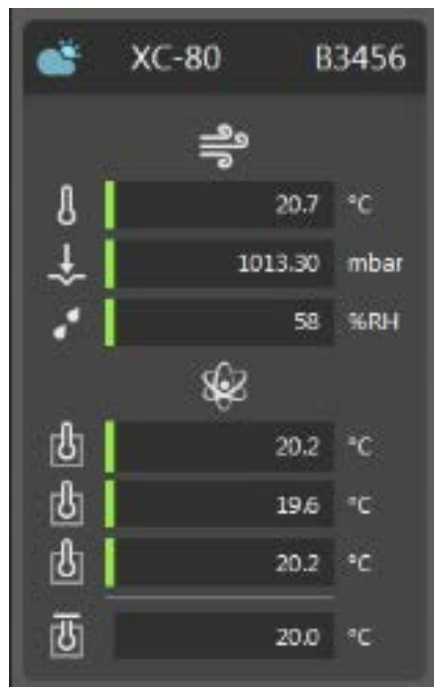 XC-80 B3456
20.7 °C
1013.30 mbar
58 %RH
20.2 °C
19.6 °C
20.2 °C
20.0 °C